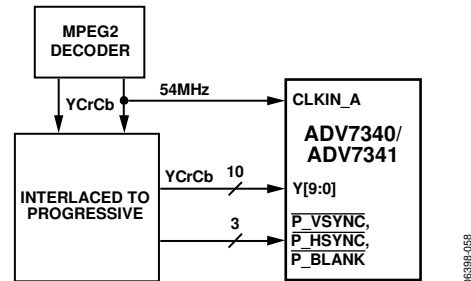 MPEG2
DECODER
YCrCb
54MHz
CLKIN_A
ADV7340/
ADV7341
INTERLACED TO
PROGRESSIVE
YCrCb
10
Y[9:0]
3
P_VSYNC,
P_HSYNC,
P_BLANK
06398-058